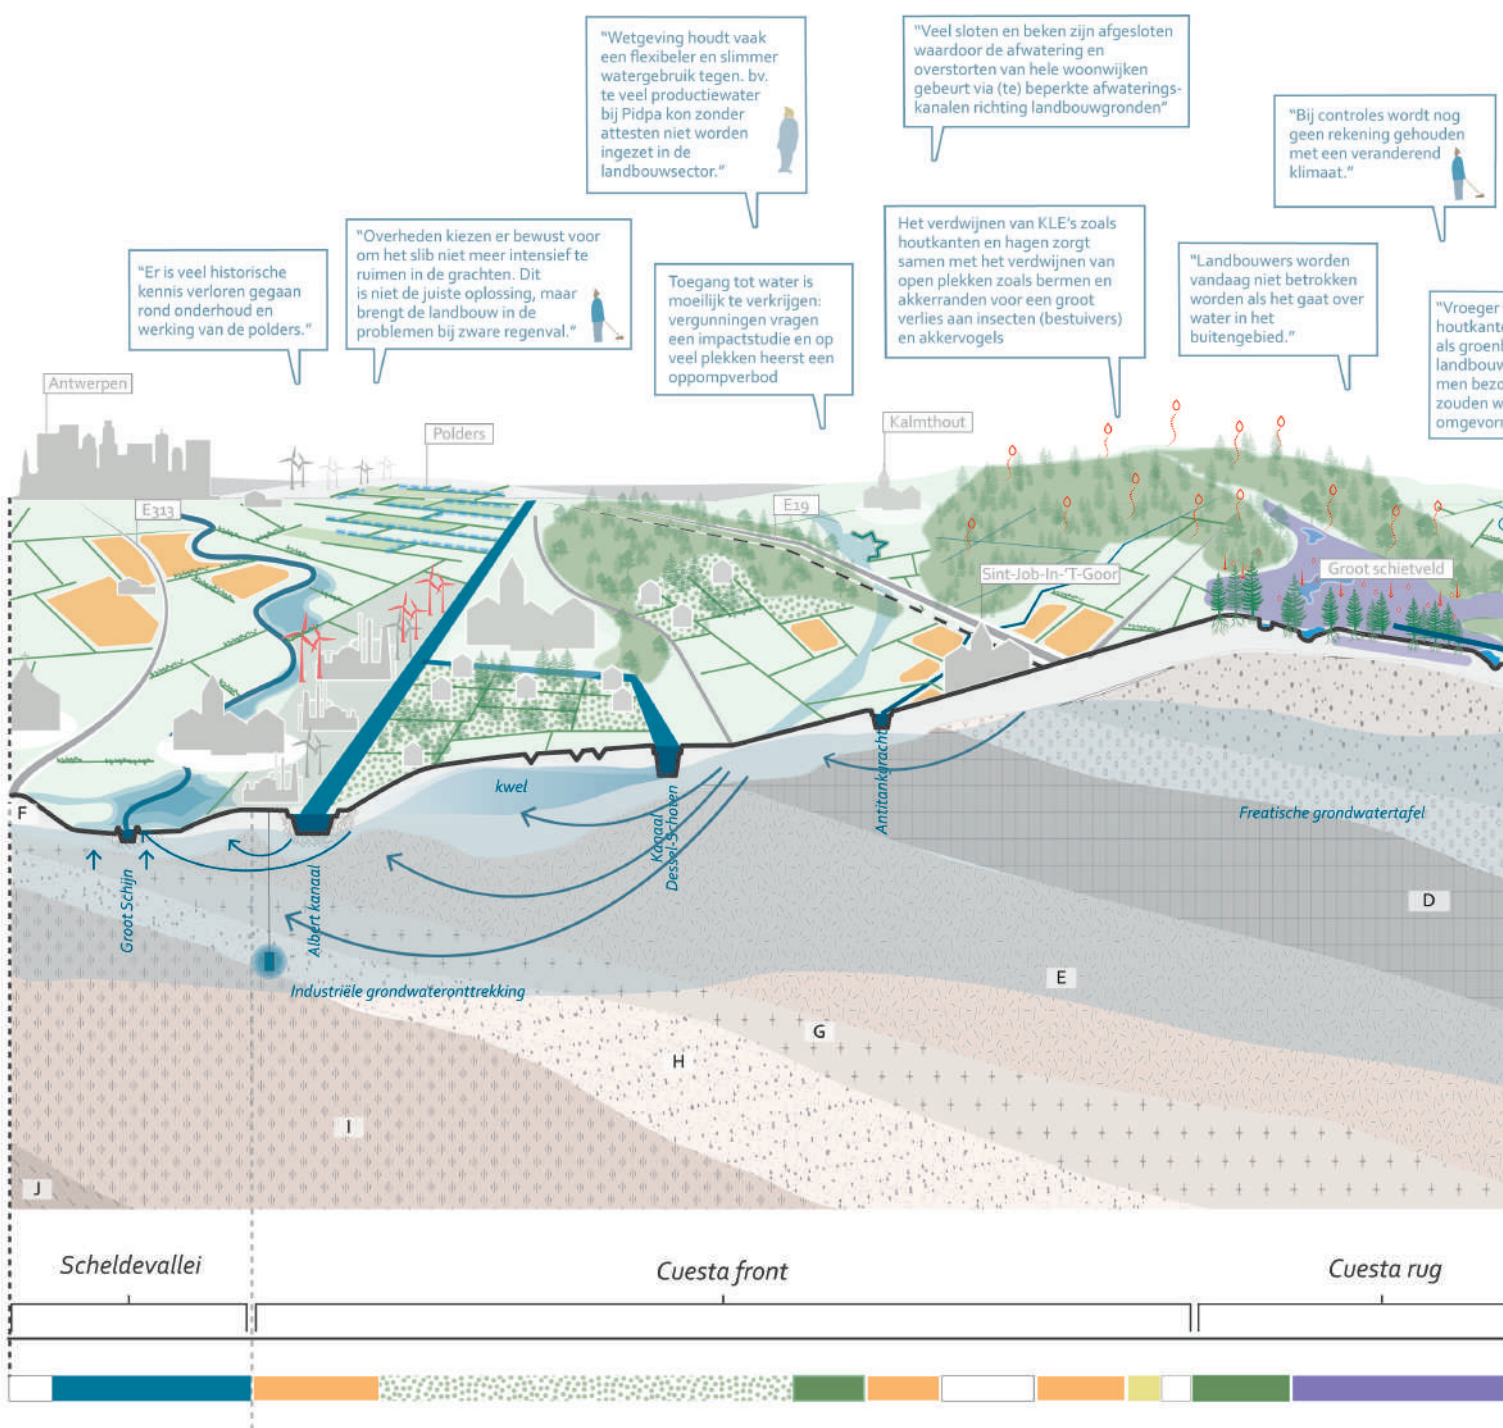 "Wetgeving houdt vaak
een flexibeler en slimmer
watergebruik tegen. bv.
te veel productiewater
bij Pidpa kon zonder
attesten niet worden
ingezet in de
landbouwsector."
"Veel sloten en beken zijn afgesloten
waardoor de afwatering en
overstorten van hele woonwijken
gebeurt via (te) beperkte afwaterings-
kanalen richting landbouwgronden"
"Bij controles wordt nog
geen rekening gehouden
met een veranderend
klimaat."
"Er is veel historische
kennis verloren gegaan
rond onderhoud en
werking van de polders."
"Overheden kiezen er bewust voor
om het slib niet meer intensief te
ruimen in de grachten. Dit
is niet de juiste oplossing, maar
brengt de landbouw in de
problemen bij zware regenval."
Toegang tot water is
moeilijk te verkrijgen:
vergunningen vragen
een impactstudie en op
veel plekken heerst een
oppompverbod
Het verdwijnen van KLE's zoals
houtkanten en hagen zorgt
samen met het verdwijnen van
open plekken zoals bermen en
akkerranden voor een groot
verlies aan insecten (bestuivers)
en akkervogels
"Landbouwers worden
vandaag niet betrokken
worden als het gaat over
water in het
buitengebied."
"Vroeger
houtkante
als groenb
landbouw
men bezo
zouden w
omgevorm
Antwerpen
Polders
Kalmthout
E313
E19
Sint-Job-In-'T-Goor
Groot schietveld
kwel
F
Groot Schijn
Albert kanaal
Kanaal
Dessel-Schoten
Antitankgracht
Freatische grondwatertafel
D
E
Industriële grondwateronttrekking
G
H
I
J
Scheldevallei
Cuesta front
Cuesta rug